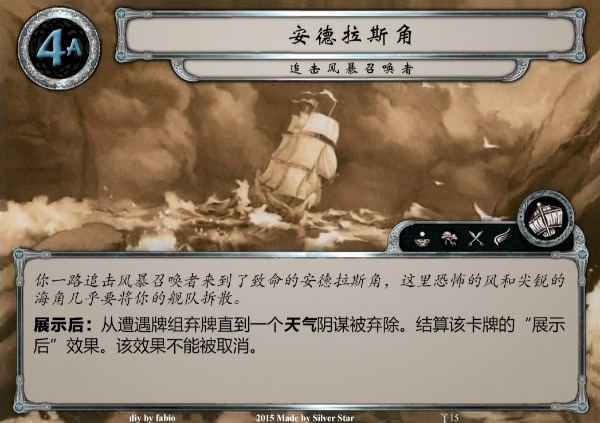 4A
安德拉斯角
追击风暴召唤者
你一路追击风暴召唤者来到了致命的安德拉斯角，这里恐怖的风和尖锐的
海角几乎要将你的舰队拆散。
展示后：从遭遇牌组弃牌直到一个天气阴谋被弃除。结算该卡牌的“展示
后”效果。该效果不能被取消。
diy by fabio 2015 Made by Silver Star 15